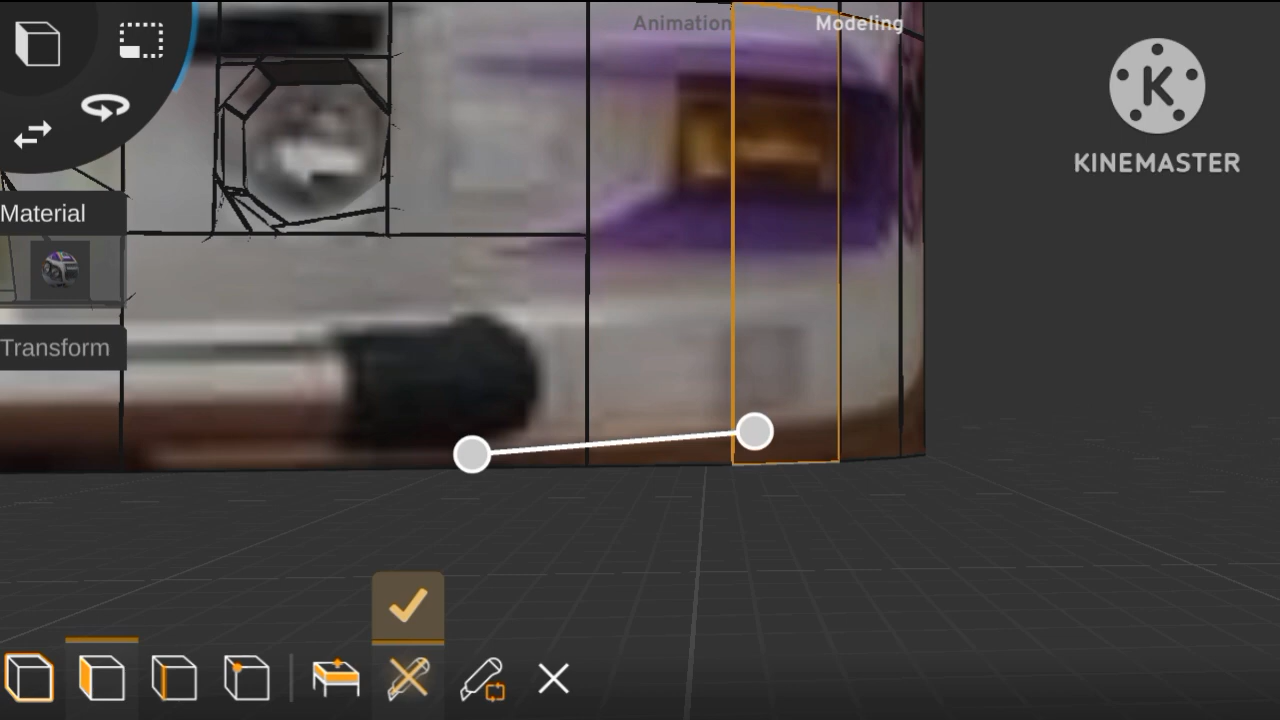 Animation
Modeling
K
KINEMASTER
Material
Transform